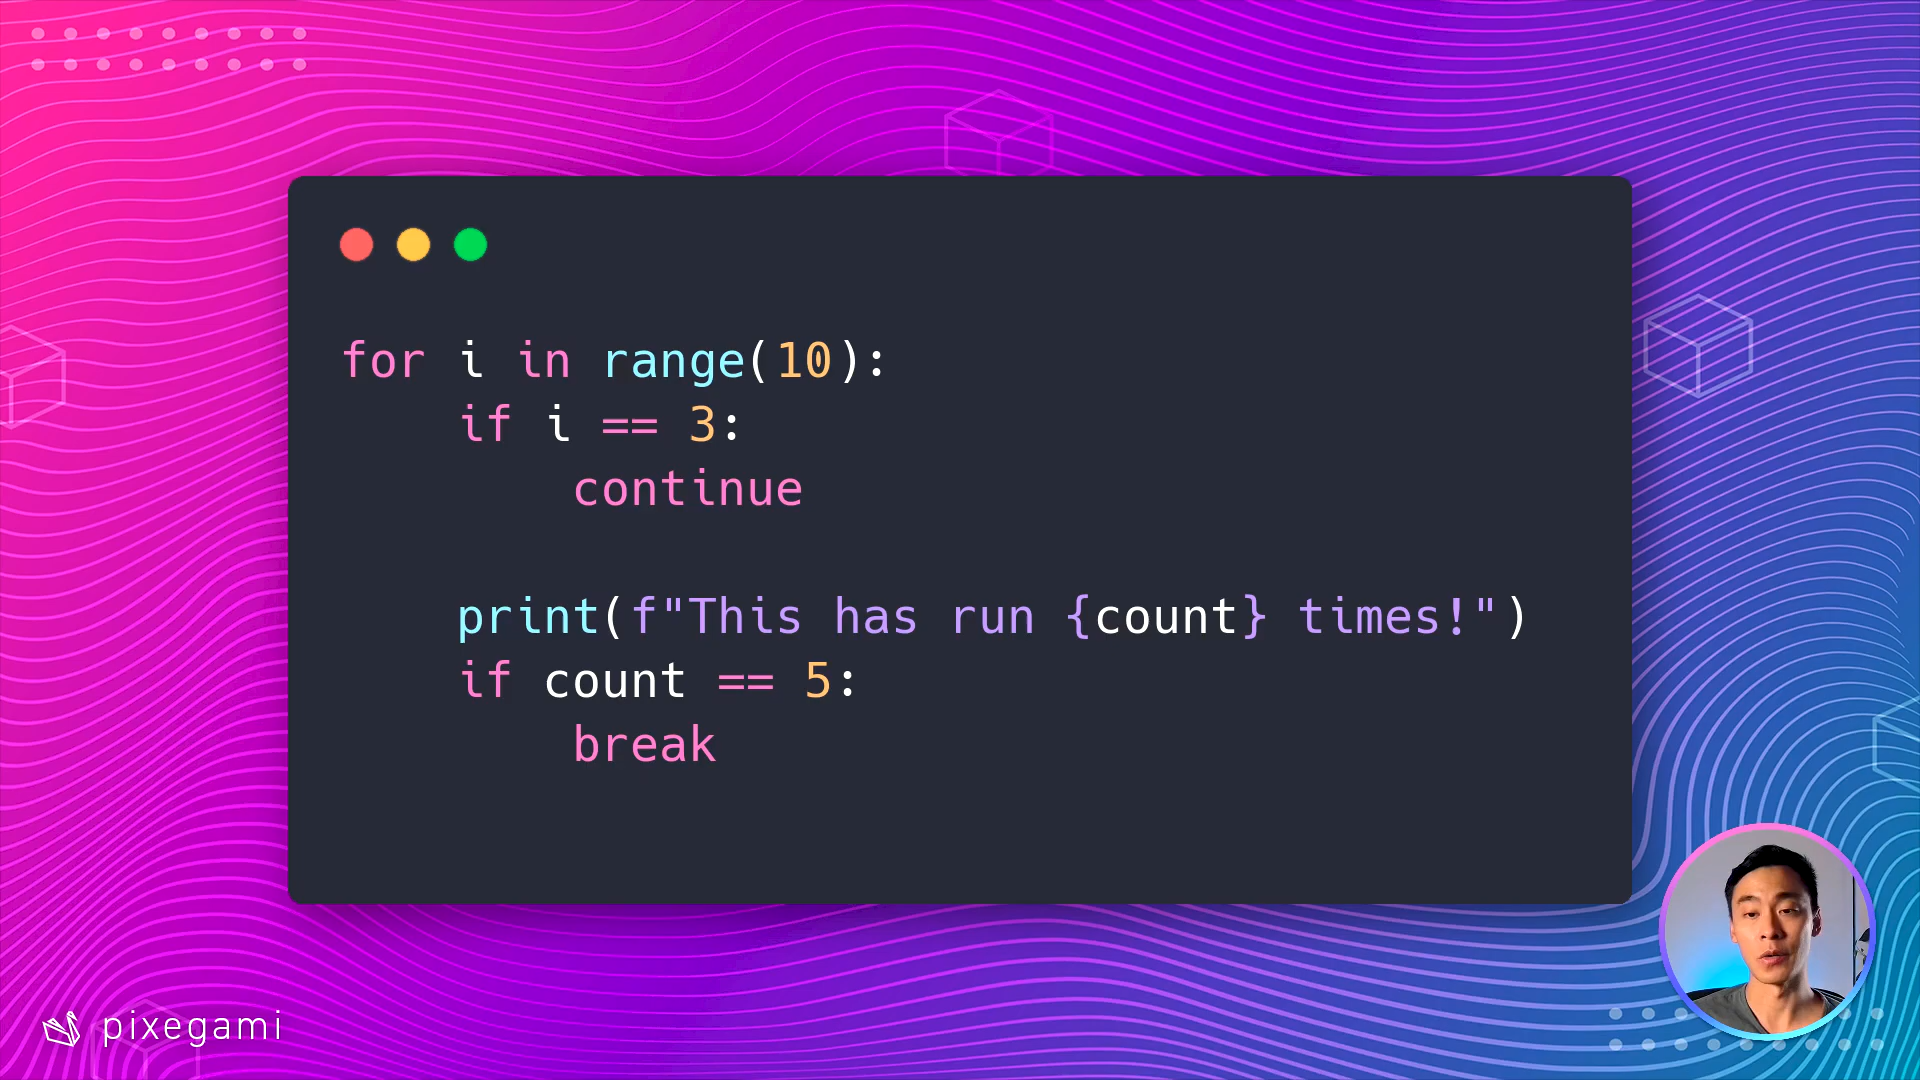 for i in range(10):
    if i == 3:
        continue

    print(f"This has run {count} times!")
    if count == 5:
        break
pixegami